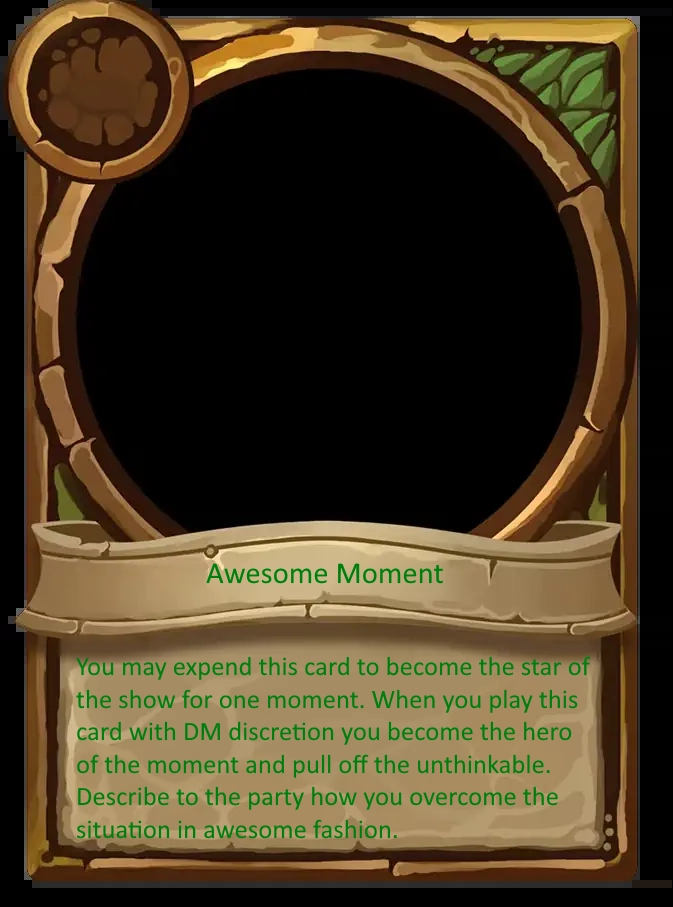 Awesome Moment
You may expend this card to become the star of
the show for one moment. When you play this
card with DM discretion you become the hero
of the moment and pull off the unthinkable.
Describe to the party how you overcome the
situation in awesome fashion.